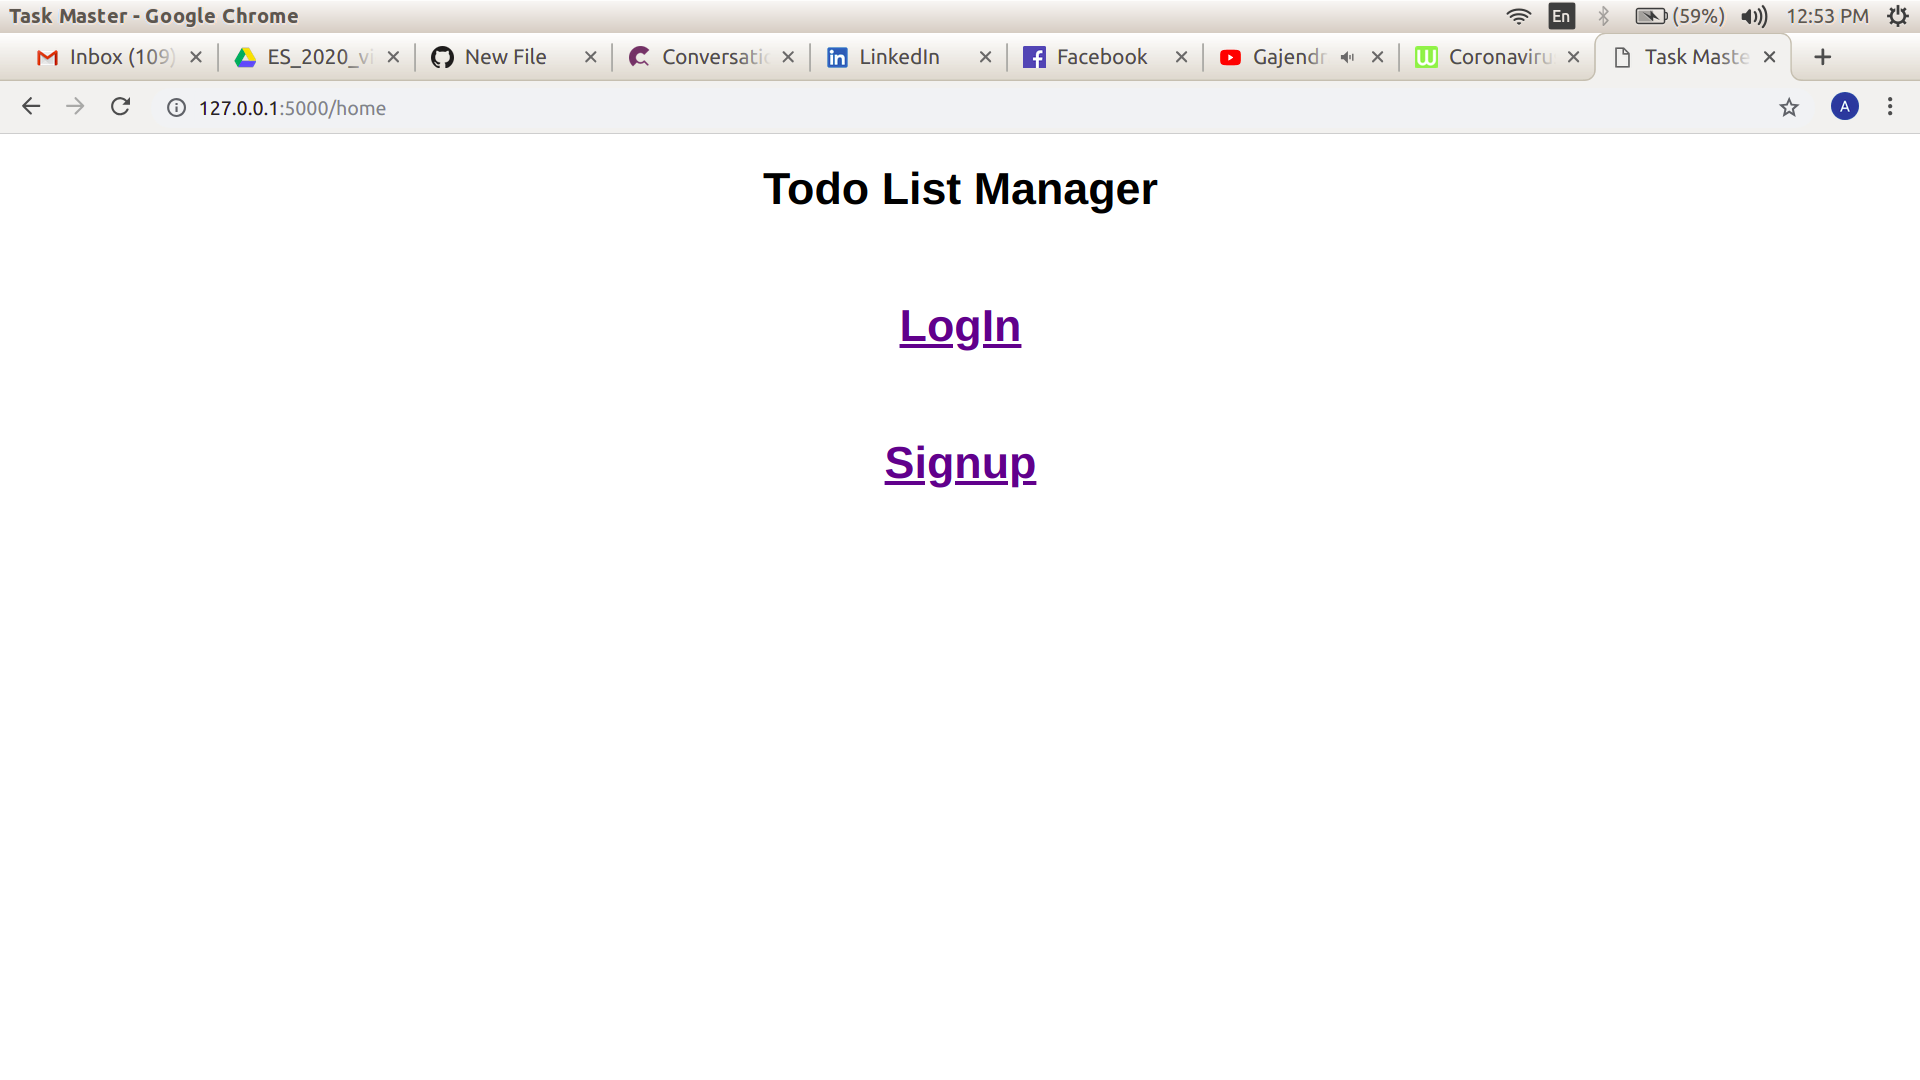 Task Master - Google Chrome
En
(59%)
12:53 PM
Inbox (109)
ES_2020_vi
New File
Conversatio
LinkedIn
Facebook
Gajendr
Coronaviru
Task Maste
127.0.0.1:5000/home
A
Todo List Manager
LogIn
Signup